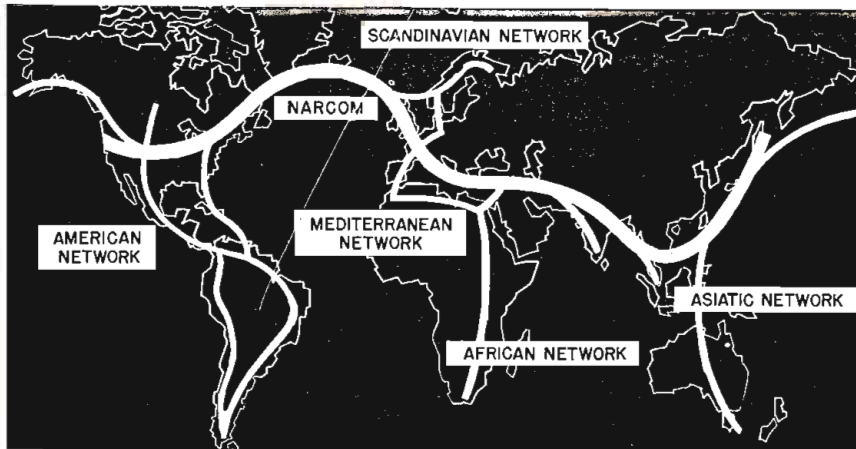 SCANDINAVIAN NETWORK
NARCOM
AMERICAN
NETWORK
MEDITERRANEAN
NETWORK
ASIATIC NETWORK
AFRICAN NETWORK